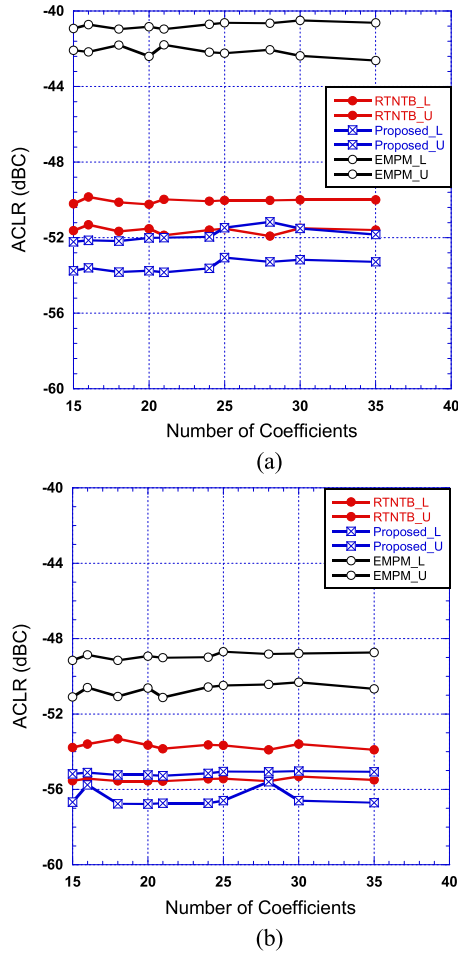 -40
-44
-48
-52
-56
-60
ACLR (dBC)
RTNTB_L
RTNTB_U
Proposed_L
Proposed_U
EMPM_L
EMPM_U
15 20 25 30 35 40
Number of Coefficients
(a)
-40
-44
-48
-52
-56
-60
ACLR (dBC)
RTNTB_L
RTNTB_U
Proposed_L
Proposed_U
EMPM_L
EMPM_U
15 20 25 30 35 40
Number of Coefficients
(b)